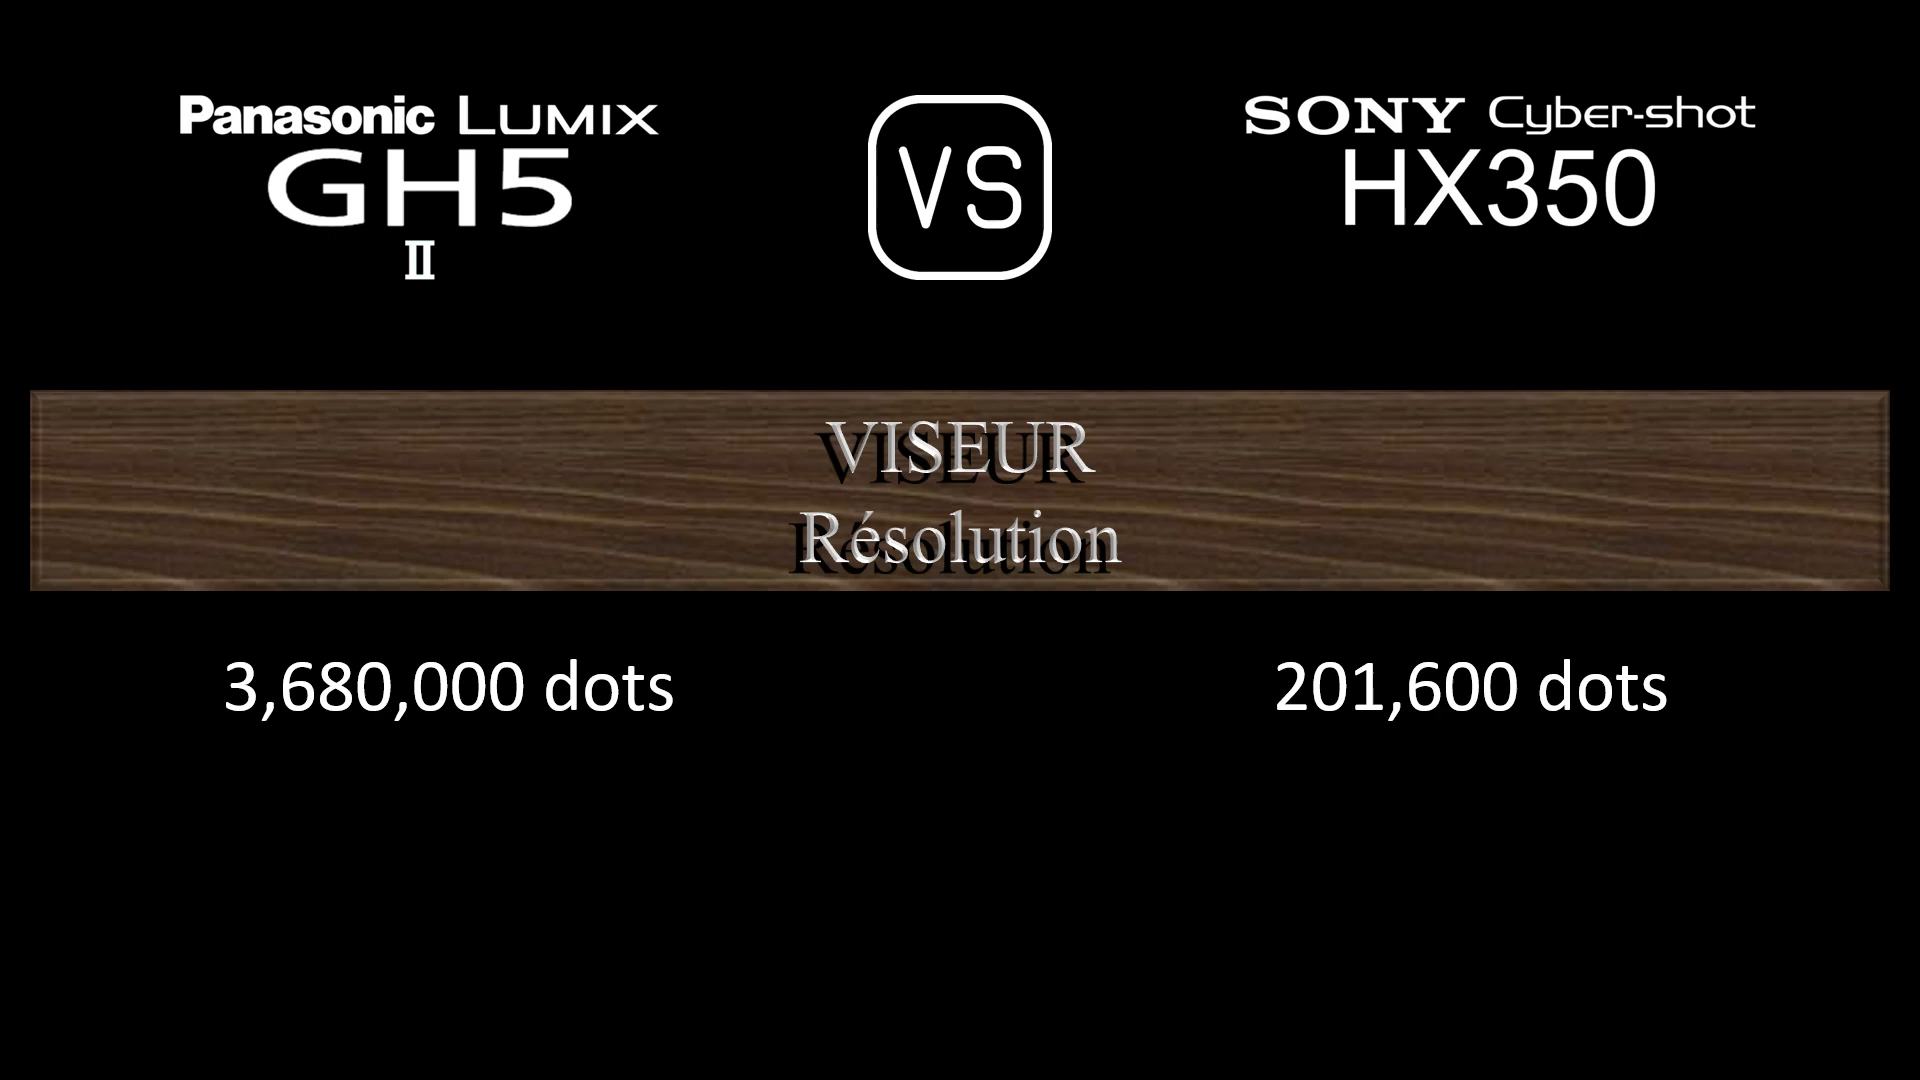 Panasonic LUMIX
GH5
II
VS
SONY Cyber-shot
HX350
VISEUR
Résolution
3,680,000 dots
201,600 dots